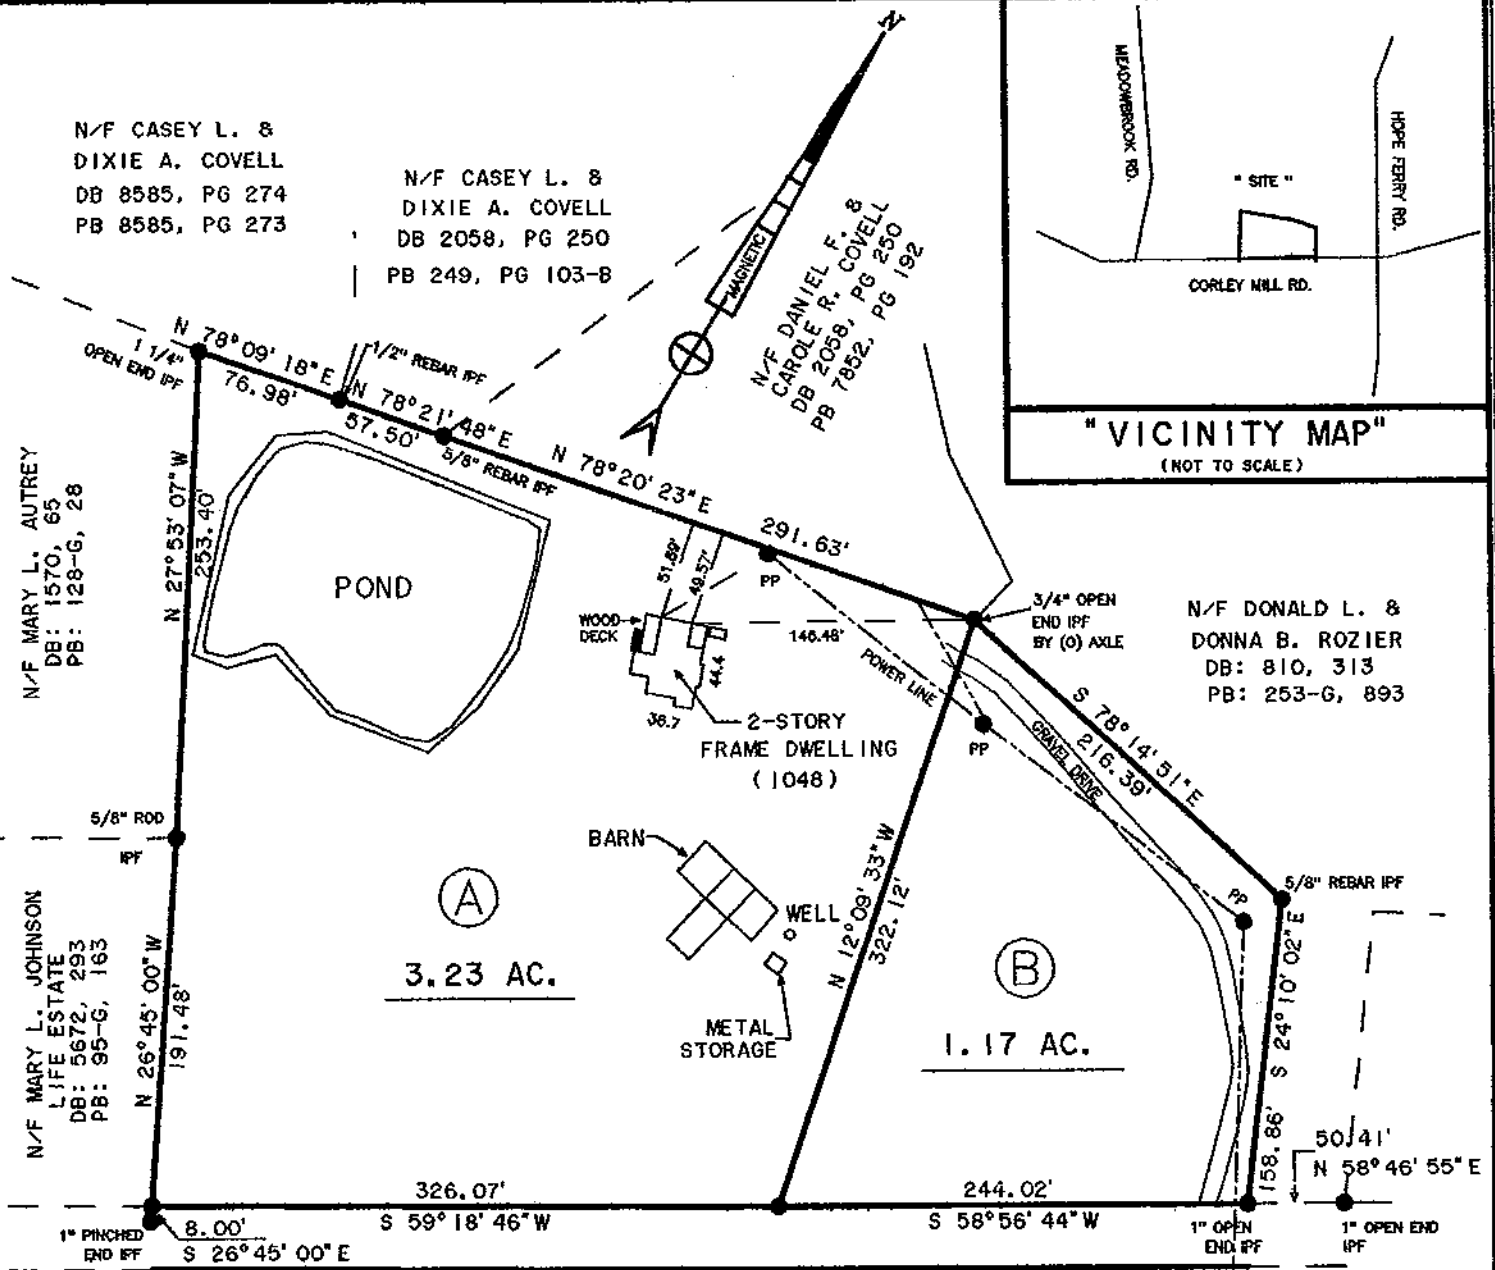 N
MAGNETIC
N/F CASEY L. &
DIXIE A. COVELL
DB 8585, PG 274
PB 8585, PG 273
N/F CASEY L. &
DIXIE A. COVELL
DB 2058, PG 250
PB 249, PG 103-B
N/F DANIEL F. &
CAROLE R. COVELL
DB 2058, PG 250
PB 7852, PG 192
MEADOWBROOK RD.
HOPE FERRY RD.
" SITE "
CORLEY MILL RD.
"VICINITY MAP"
(NOT TO SCALE)
N 78°09'18"E
76.98'
1 1/4"
OPEN END IPF
1/2" REBAR IPF
N 78°21'48"E
57.50'
5/8" REBAR IPF
N 78°20'23"E
291.63'
N/F MARY L. AUTREY
DB: 1570, 65
PB: 128-G, 28
N 27°53'07"W
253.40'
POND
51.89'
49.57'
PP
WOOD
DECK
146.48'
44.4
38.7
POWER LINE
3/4" OPEN
END IPF
BY (O) AXLE
N/F DONALD L. &
DONNA B. ROZIER
DB: 810, 313
PB: 253-G, 893
S 78°14'51"E
216.39'
GRAVEL DRIVE
PP
2-STORY
FRAME DWELLING
(1048)
5/8" ROD
IPF
BARN
WELL
METAL
STORAGE
A
3.23 AC.
N 12°09'33"W
322.12'
B
1.17 AC.
PP
5/8" REBAR IPF
S 24°10'02"E
158.86'
N/F MARY L. JOHNSON
LIFE ESTATE
DB: 5672, 293
PB: 95-G, 163
N 26°45'00"W
191.48'
50.41'
N 58°46'55"E
326.07'
S 59°18'46"W
244.02'
S 58°56'44"W
1" PINCHED
END IPF
8.00'
S 26°45'00"E
1" OPEN
END IPF
1" OPEN END
IPF